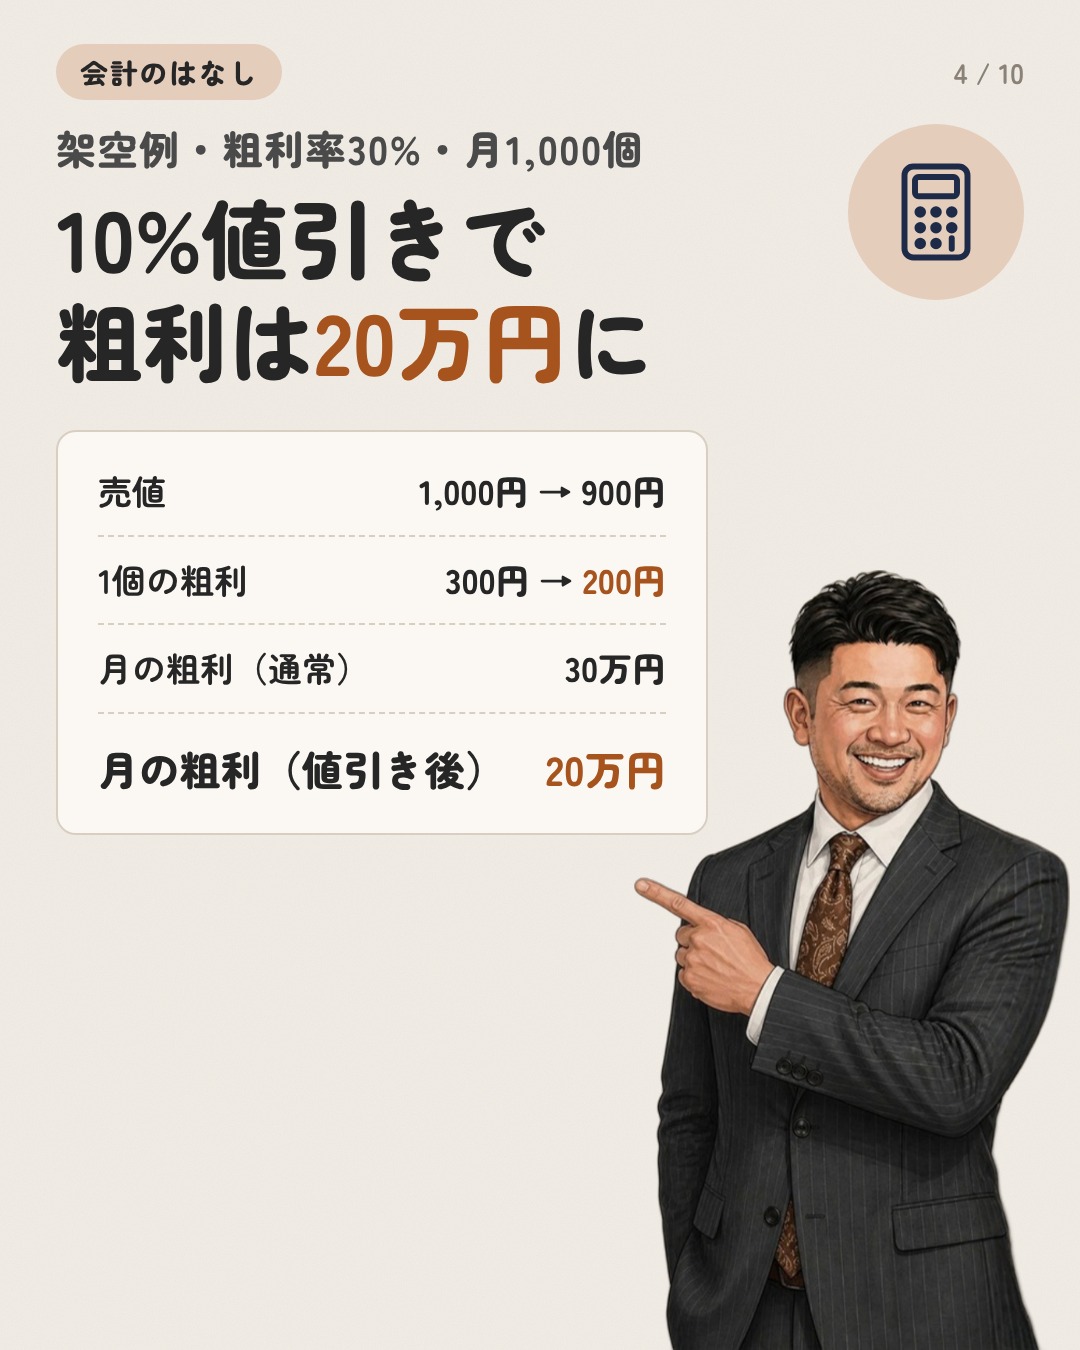 会計のはなし
4 / 10
架空例・粗利率30%・月1,000個
10%値引きで
粗利は20万円に
売値 1,000円 → 900円
1個の粗利 300円 → 200円
月の粗利（通常） 30万円
月の粗利（値引き後） 20万円